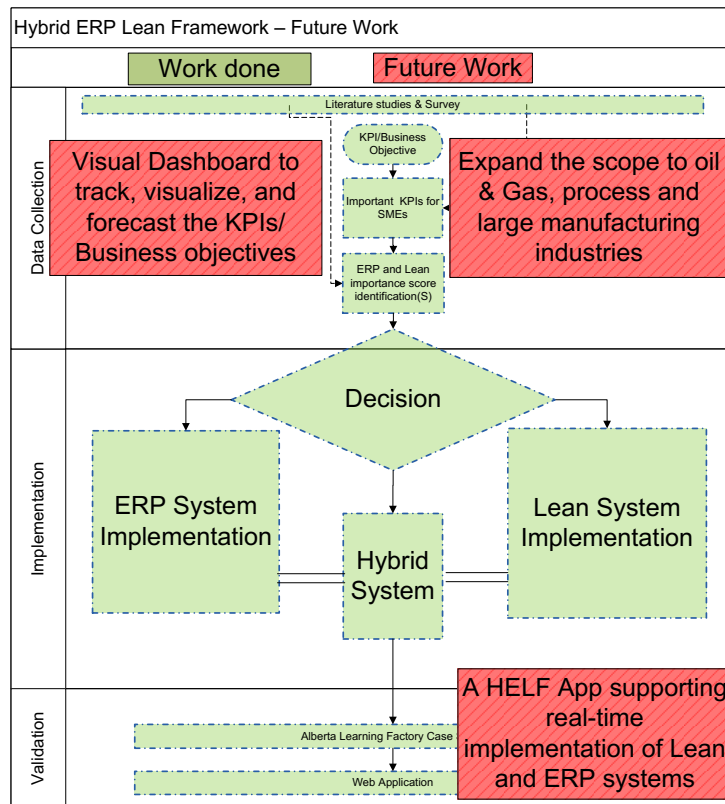 Hybrid ERP Lean Framework – Future Work
Work done
Future Work
Data Collection
Literature studies & Survey
KPI/Business
Objective
Visual Dashboard to
track, visualize, and
forecast the KPIs/
Business objectives
Important KPIs for
SMEs
Expand the scope to oil
& Gas, process and
large manufacturing
industries
ERP and Lean
importance score
identification(S)
Implementation
Decision
ERP System
Implementation
Hybrid
System
Lean System
Implementation
Validation
Alberta Learning Factory Case
Web Application
A HELF App supporting
real-time
implementation of Lean
and ERP systems